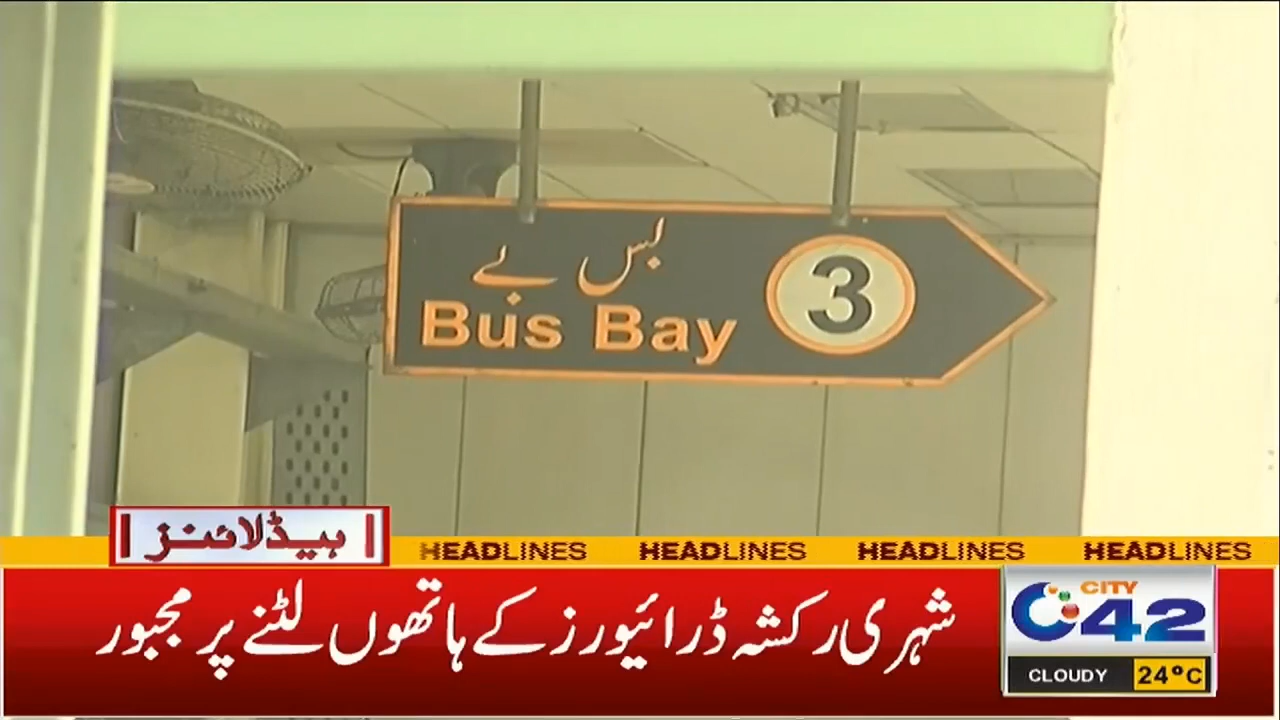 بس بے
Bus Bay
3
ہیڈلائنز
HEADLINES HEADLINES HEADLINES HEADLINES
شہری رکشہ ڈرائیورز کے ہاتھوں لٹنے پر مجبور
CITY
C42
CLOUDY 24°C